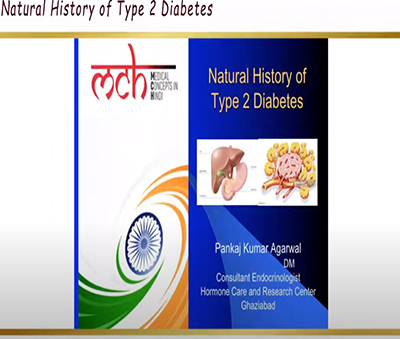 Natural History of Type 2 Diabetes
mch
MEDICAL
CONCEPTS IN
HINDI
Natural History of
Type 2 Diabetes
Pankaj Kumar Agarwal
DM
Consultant Endocrinologist
Hormone Care and Research Center
Ghaziabad